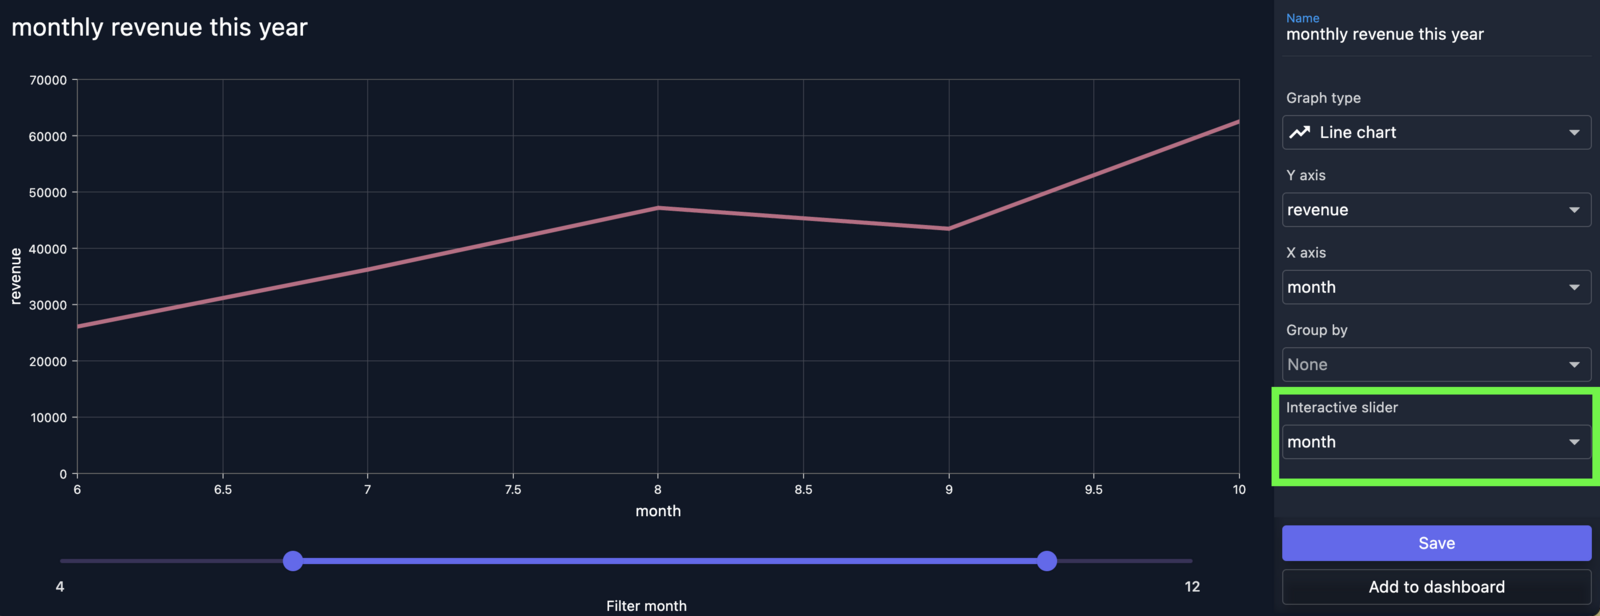 monthly revenue this year
70000
60000
50000
40000
30000
20000
10000
0
revenue
6
6.5
7
7.5
8
8.5
9
9.5
10
month
4
12
Filter month
Name
monthly revenue this year
Graph type
Line chart
Y axis
revenue
X axis
month
Group by
None
Interactive slider
month
Save
Add to dashboard